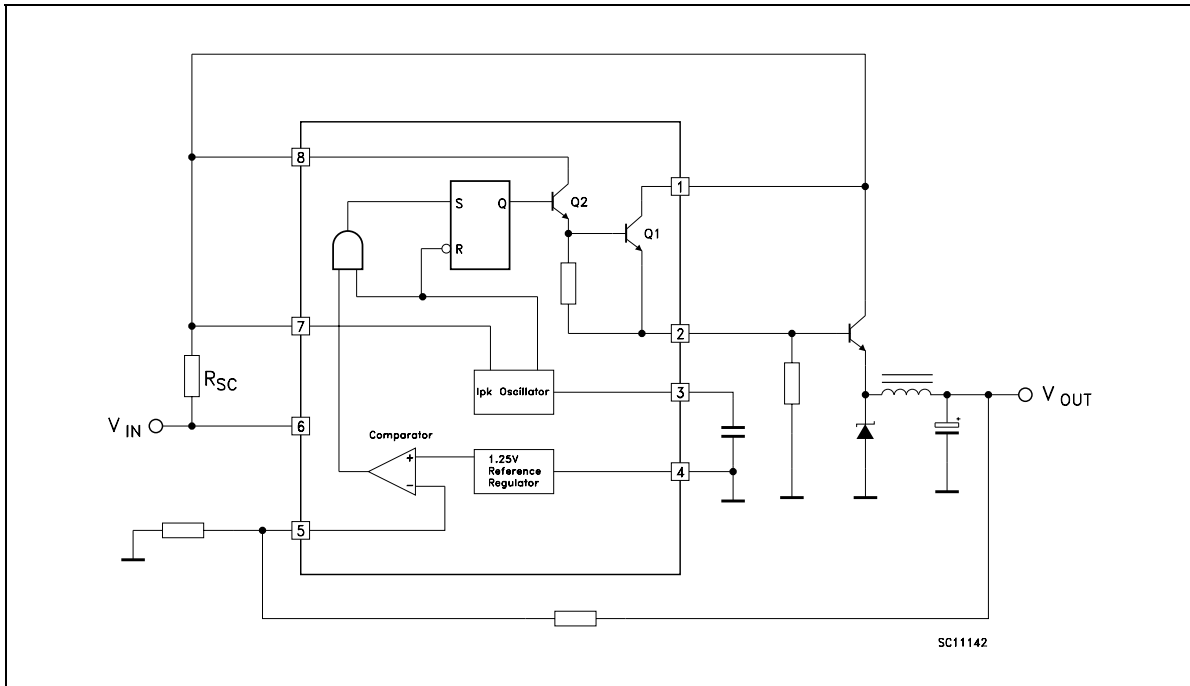 8
1
S
Q
Q2
Q1
R
7
2
RSC
Ipk Oscillator
3
VOUT
+
VIN
6
Comparator
+
1.25V
Reference
Regulator
4
−
5
SC11142